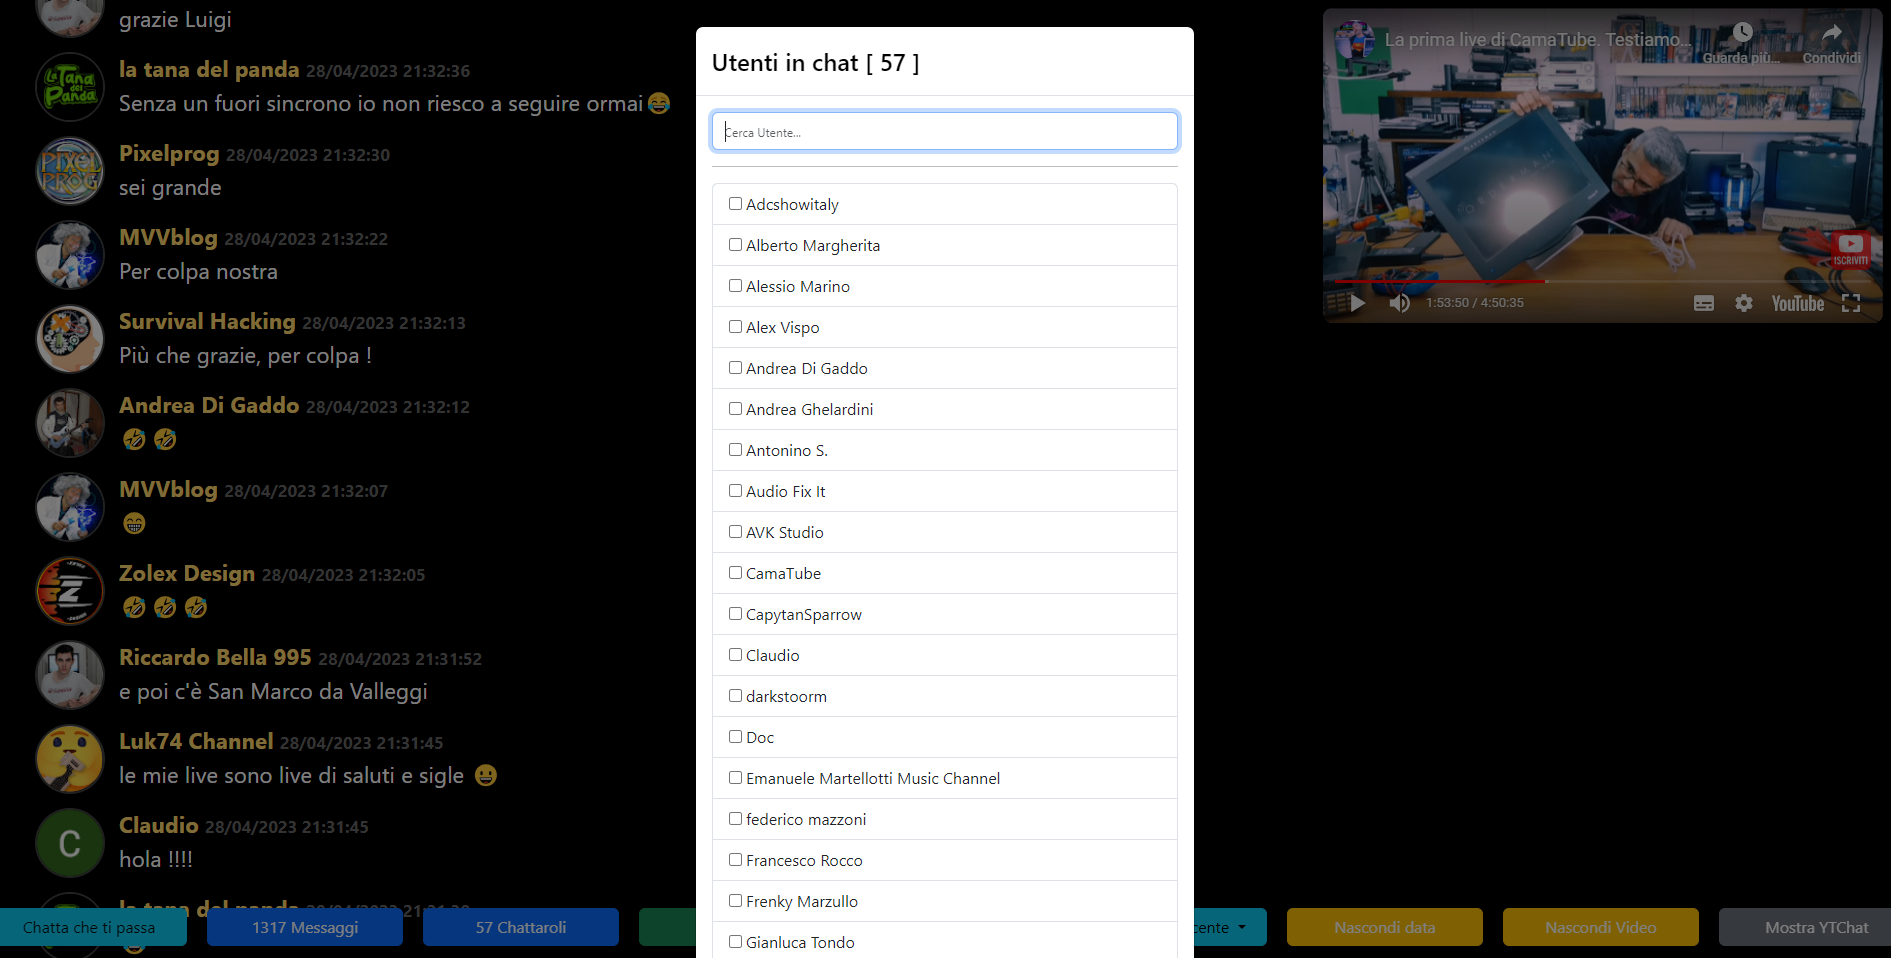 grazie Luigi
la tana del panda 28/04/2023 21:32:36
Senza un fuori sincrono io non riesco a seguire ormai😂
Pixelprog 28/04/2023 21:32:30
sei grande
MVVblog 28/04/2023 21:32:22
Per colpa nostra
Survival Hacking 28/04/2023 21:32:13
Più che grazie, per colpa !
Andrea Di Gaddo 28/04/2023 21:32:12
🤣 🤣
MVVblog 28/04/2023 21:32:07
😁
Zolex Design 28/04/2023 21:32:05
🤣 🤣 🤣
Riccardo Bella 995 28/04/2023 21:31:52
e poi c'è San Marco da Valleggi
Luk74 Channel 28/04/2023 21:31:45
le mie live sono live di saluti e sigle 😀
Claudio 28/04/2023 21:31:45
hola !!!!
C
La Tana del Panda
PIXEL PROG
Utenti in chat [ 57 ]
Cerca Utente...
Adcshowitaly
Alberto Margherita
Alessio Marino
Alex Vispo
Andrea Di Gaddo
Andrea Ghelardini
Antonino S.
Audio Fix It
AVK Studio
CamaTube
CapytanSparrow
Claudio
darkstoorm
Doc
Emanuele Martellotti Music Channel
federico mazzoni
Francesco Rocco
Frenky Marzullo
Gianluca Tondo
La prima live di CamaTube. Testiamo...
Guarda più...
Condividi
ISCRIVITI
1:53:50 / 4:50:35
YouTube
la tana del panda 28/04/2023
Chatta che ti passa
1317 Messaggi
57 Chattaroli
cente
Nascondi data
Nascondi Video
Mostra YTChat